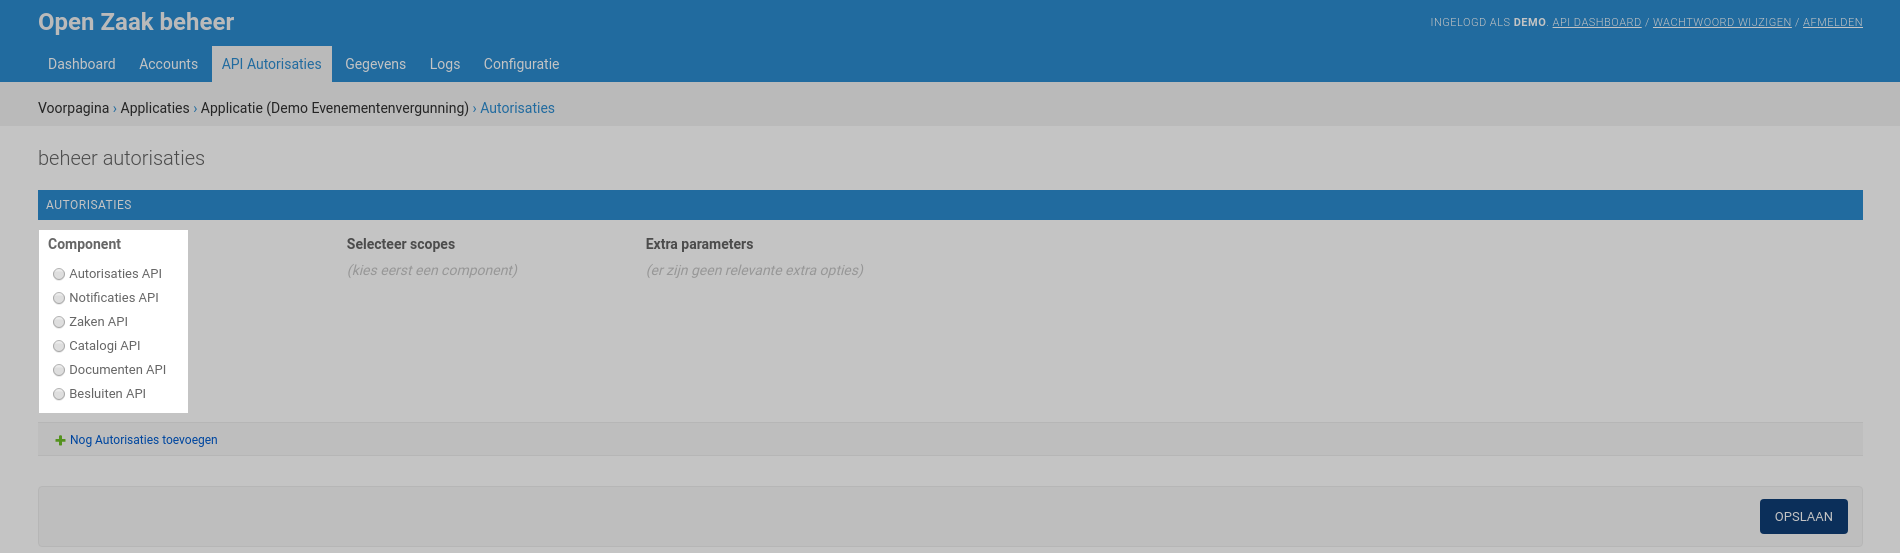 Open Zaak beheer
INGELOGD ALS DEMO. API DASHBOARD / WACHTWOORD WIJZIGEN / AFMELDEN
Dashboard Accounts API Autorisaties Gegevens Logs Configuratie
Voorpagina › Applicaties › Applicatie (Demo Evenementenvergunning) › Autorisaties
beheer autorisaties
AUTORISATIES
Component Selecteer scopes Extra parameters
(kies eerst een component) (er zijn geen relevante extra opties)
Autorisaties API
Notificaties API
Zaken API
Catalogi API
Documenten API
Besluiten API
Nog Autorisaties toevoegen
OPSLAAN